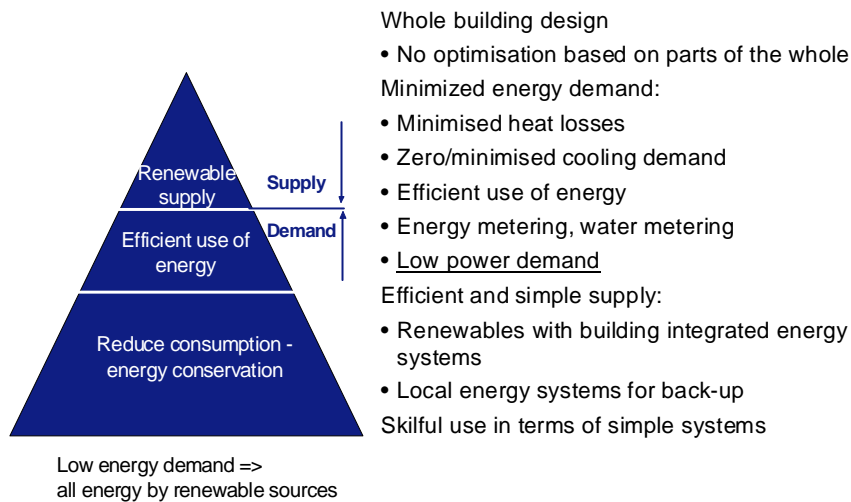 Renewable
supply
Supply
Demand
Efficient use of
energy
Reduce consumption -
energy conservation
Low energy demand =>
all energy by renewable sources
Whole building design
• No optimisation based on parts of the whole
Minimized energy demand:
• Minimised heat losses
• Zero/minimised cooling demand
• Efficient use of energy
• Energy metering, water metering
• Low power demand
Efficient and simple supply:
• Renewables with building integrated energy
systems
• Local energy systems for back-up
Skilful use in terms of simple systems